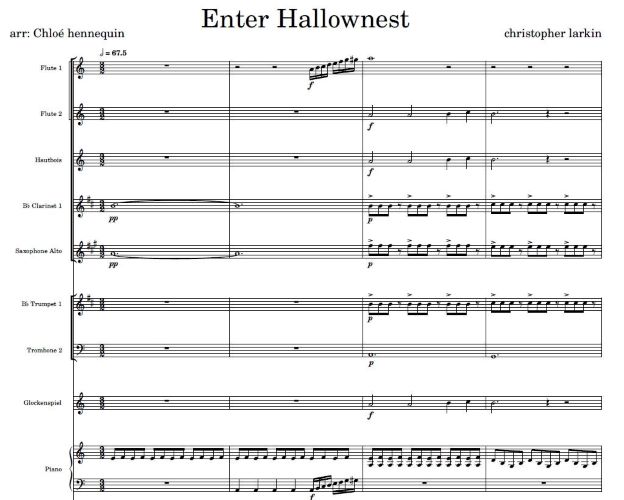 Enter Hallownest
arr: Chloé hennequin
christopher larkin
= 67.5
Flute 1
f
Flute 2
f
Hautbois
f
B♭ Clarinet 1
pp
p
Saxophone Alto
pp
p
B♭ Trumpet 1
p
Trombone 2
p
Glockenspiel
f
Piano
f